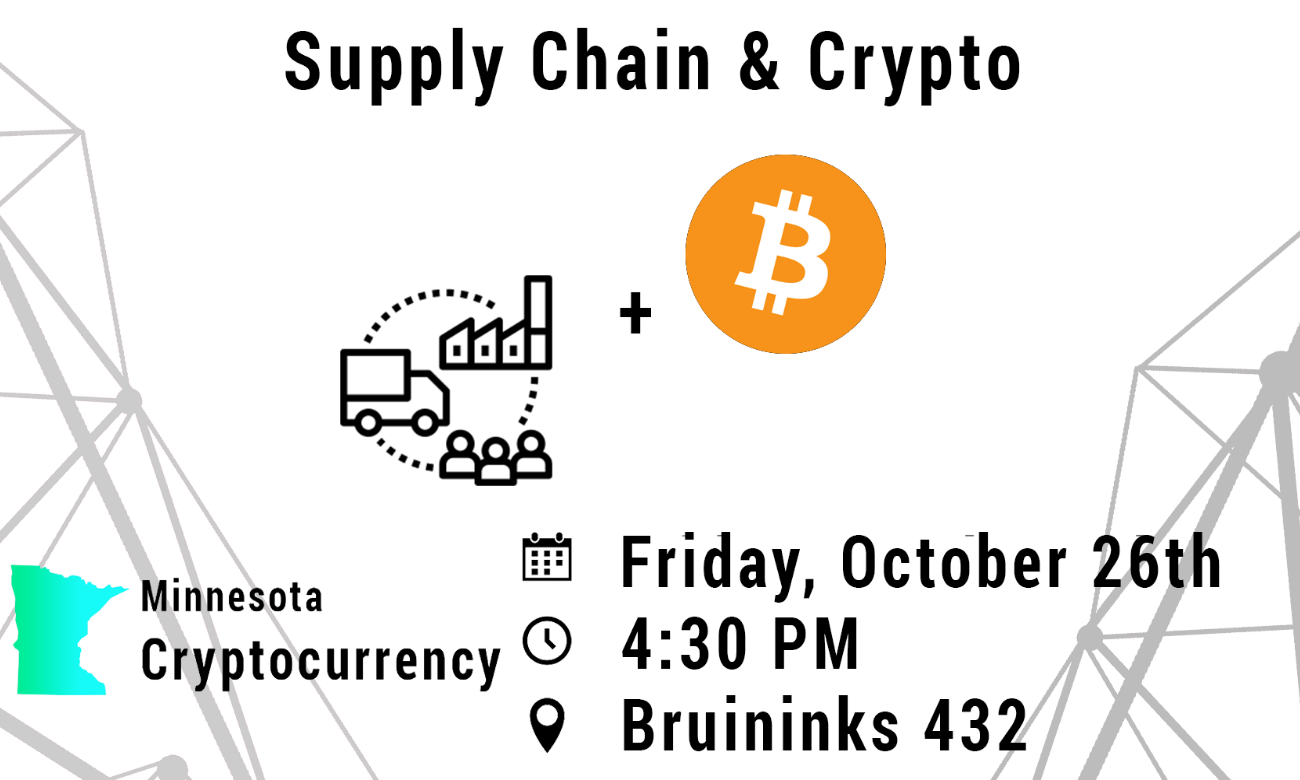 Supply Chain & Crypto
+
Minnesota
Cryptocurrency
Friday, October 26th
4:30 PM
Bruininks 432